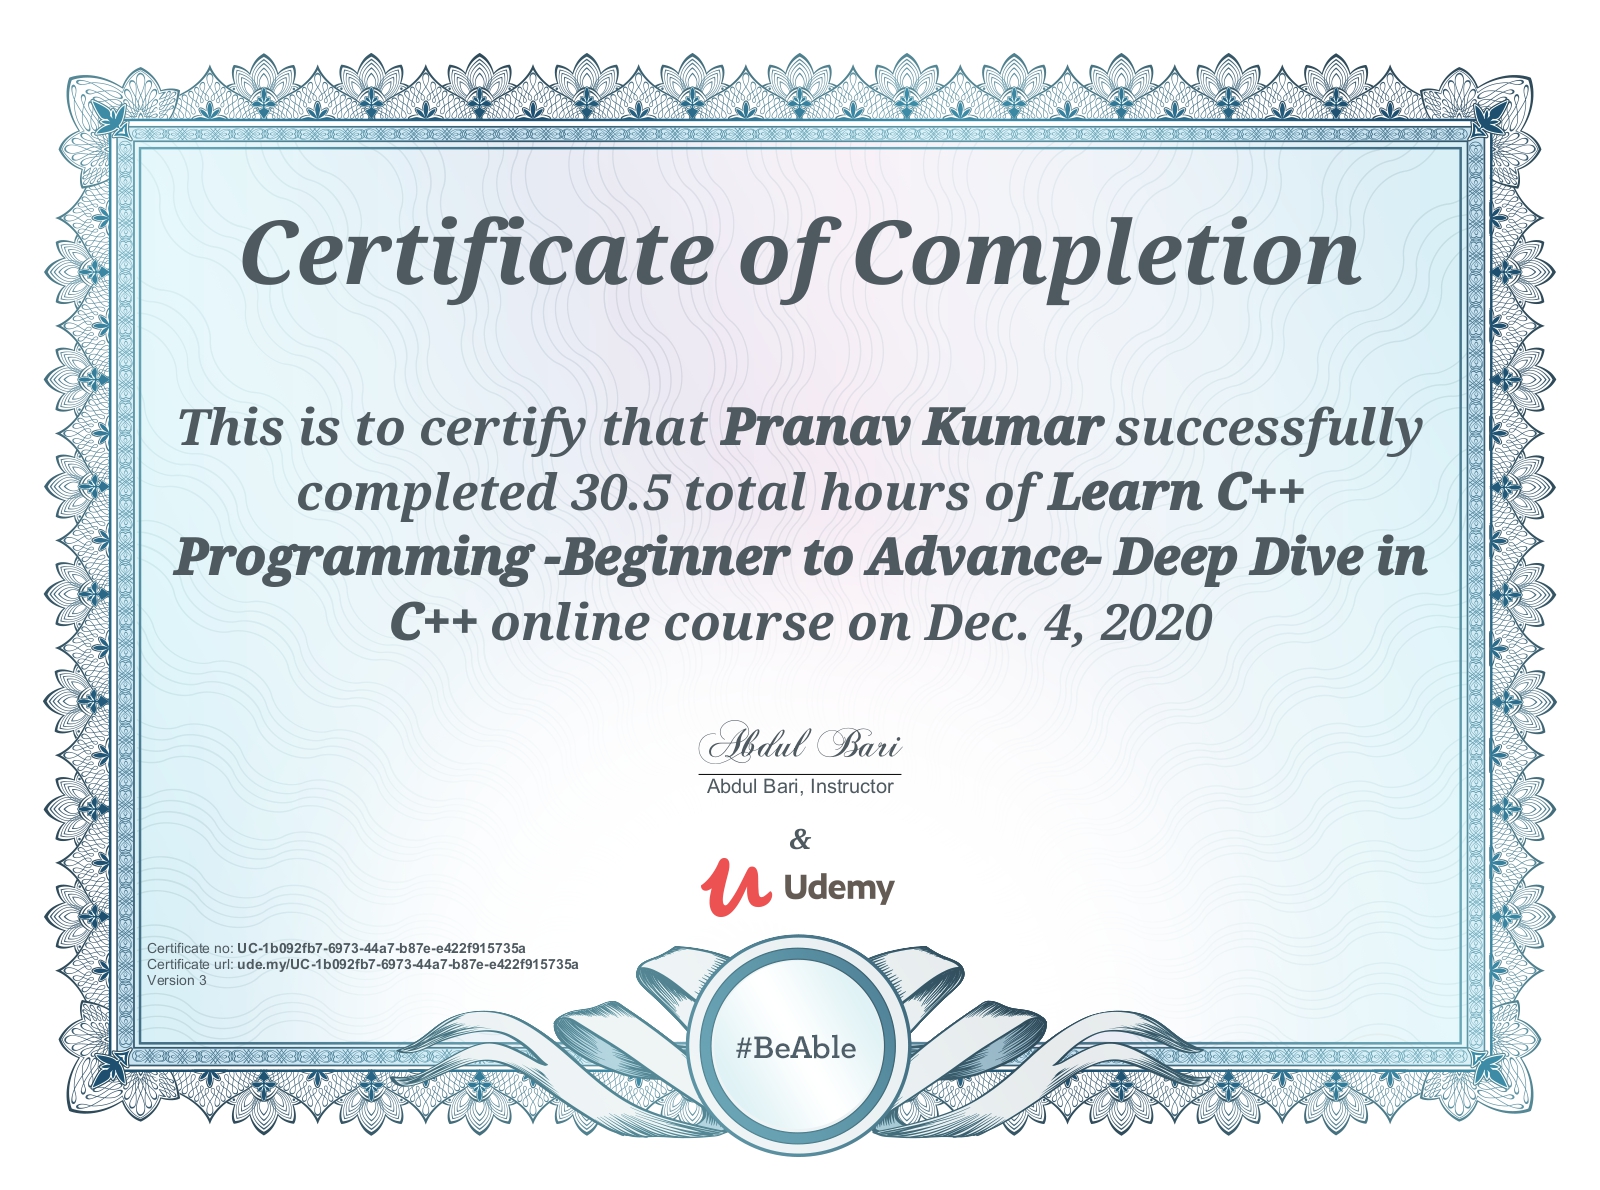 Certificate of Completion
This is to certify that Pranav Kumar successfully
completed 30.5 total hours of Learn C++
Programming -Beginner to Advance- Deep Dive in
C++ online course on Dec. 4, 2020
Abdul Bari
Abdul Bari, Instructor
&
Udemy
Certificate no: UC-1b092fb7-6973-44a7-b87e-e422f915735a
Certificate url: ude.my/UC-1b092fb7-6973-44a7-b87e-e422f915735a
Version 3
#BeAble